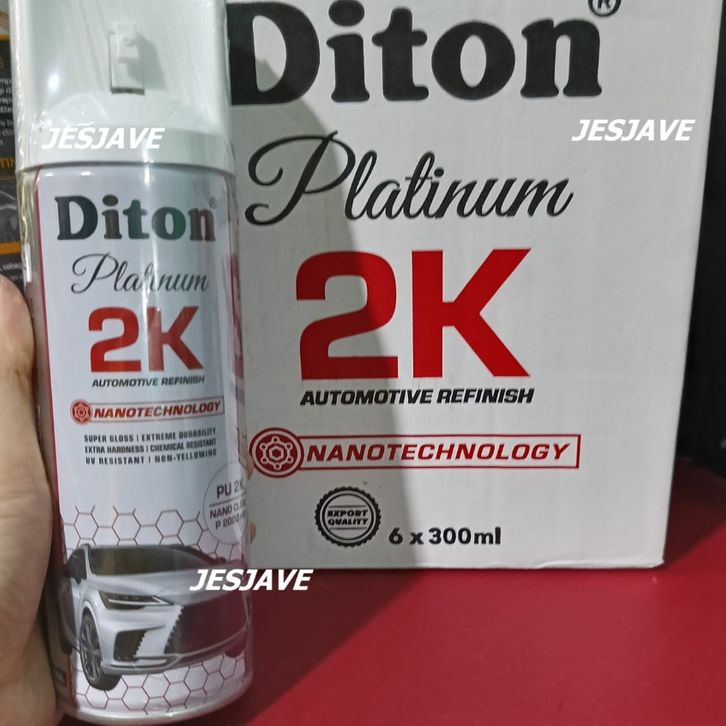 Diton®
Platinum
2K
AUTOMOTIVE REFINISH
NANOTECHNOLOGY
EXPORT
QUALITY
6 x 300ml
JESJAVE
JESJAVE
Diton®
Platinum
2K
AUTOMOTIVE REFINISH
NANOTECHNOLOGY
SUPER GLOSS | EXTREME DURABILITY
EXTRA HARDNESS | CHEMICAL RESISTANT
UV RESISTANT | NON-YELLOWING
PU 2K
JESJAVE